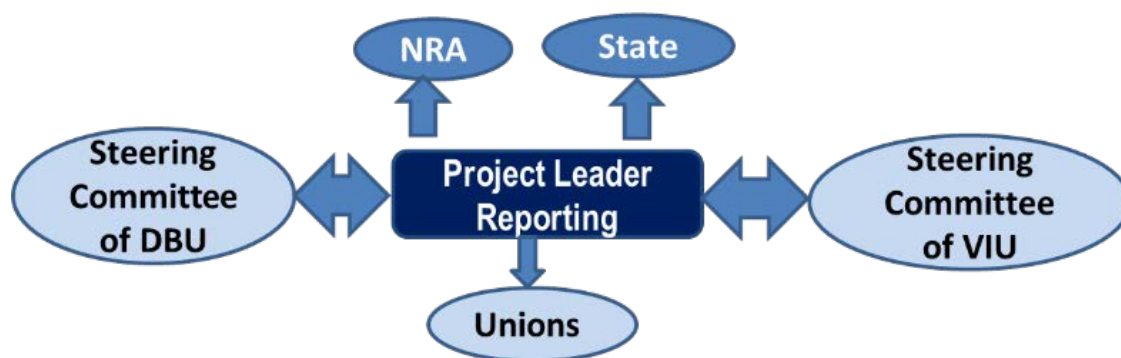 NRA
State
Steering
Committee
of DBU
Project Leader
Reporting
Steering
Committee
of VIU
Unions